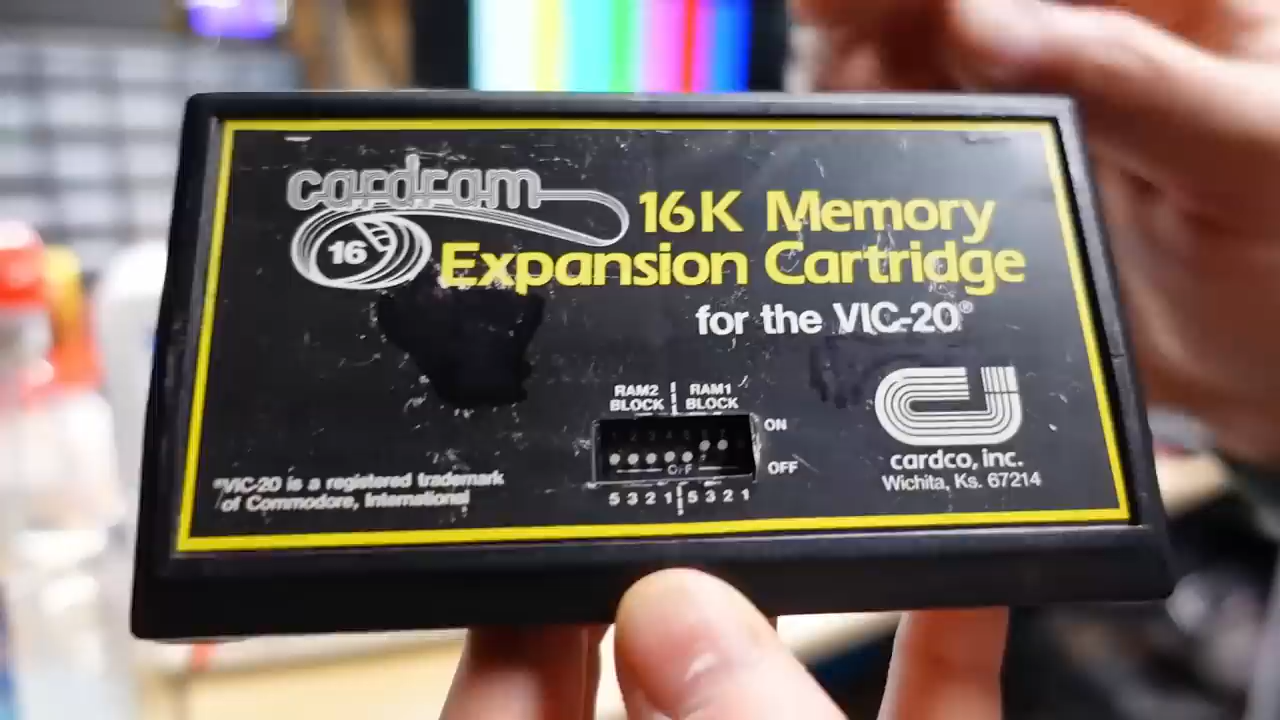 cardram
16
16K Memory
Expansion Cartridge
for the VIC-20®
RAM2 RAM1
BLOCK BLOCK
ON
OFF
OFF
5 3 2 1 5 3 2 1
*VIC-20 is a registered trademark
of Commodore, International
cardco, inc.
Wichita, Ks. 67214